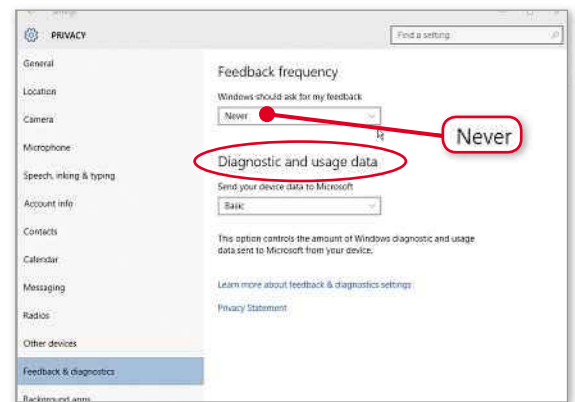 Settings
PRIVACY
Find a setting
General
Location
Camera
Microphone
Speech, inking & typing
Account info
Contacts
Calendar
Messaging
Radios
Other devices
Feedback & diagnostics
Background apps
Feedback frequency
Windows should ask for my feedback
Never
Never
Diagnostic and usage data
Send your device data to Microsoft
Basic
This option controls the amount of Windows diagnostic and usage
data sent to Microsoft from your device.
Learn more about feedback & diagnostics settings
Privacy Statement